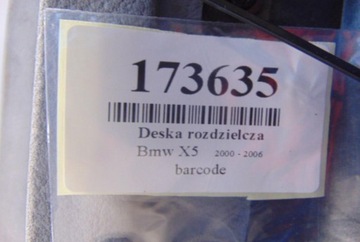 173635
Deska rozdzielcza
Bmw X5 2000 - 2006
barcode